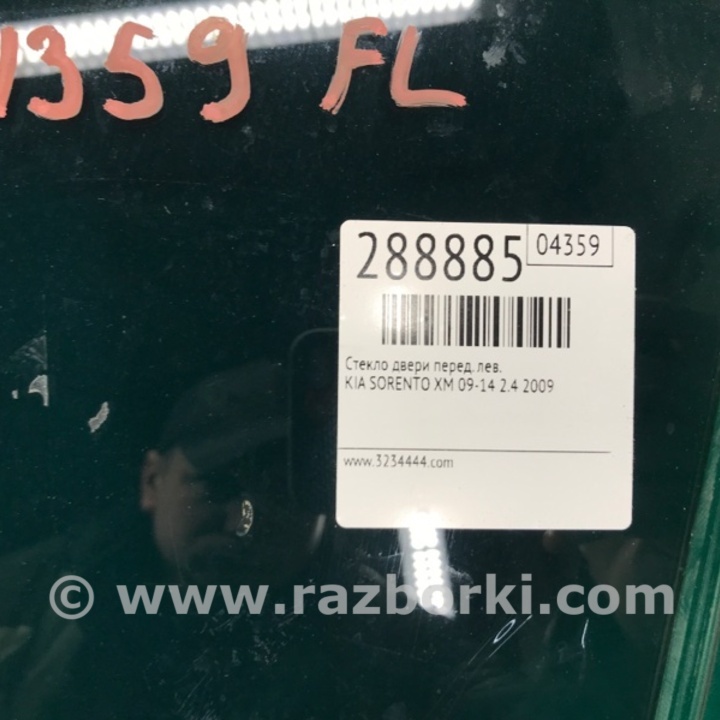 1359 FL
288885
04359
Стекло двери перед. лев.
KIA SORENTO XM 09-14 2.4 2009
www.3234444.com
© www.razborki.com